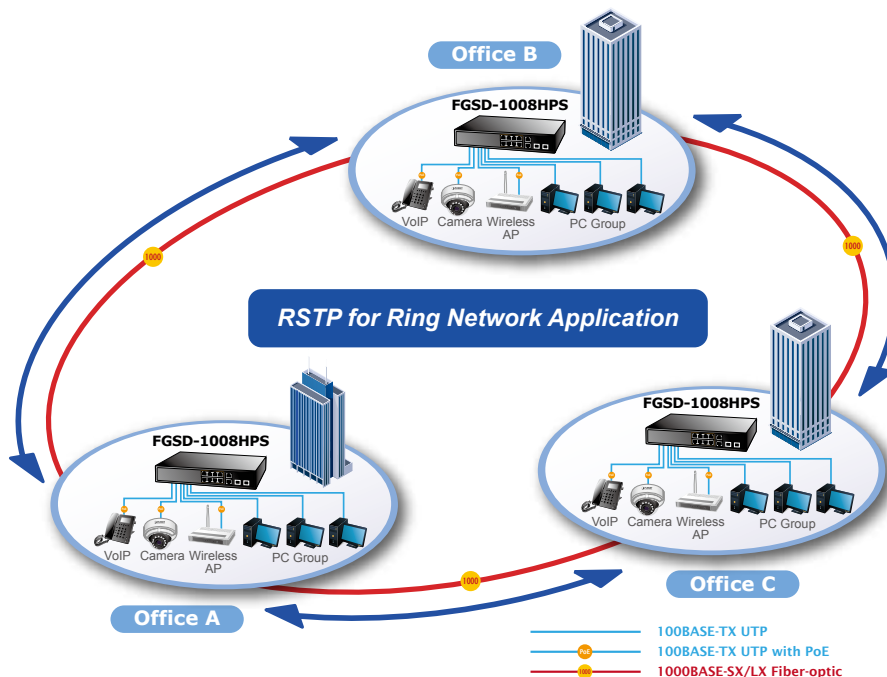 Office B
FGSD-1008HPS
VoIP Camera Wireless AP PC Group
1000
1000
RSTP for Ring Network Application
FGSD-1008HPS
VoIP Camera Wireless AP PC Group
Office A
FGSD-1008HPS
VoIP Camera Wireless AP PC Group
Office C
1000
100BASE-TX UTP
PoE 100BASE-TX UTP with PoE
1000 1000BASE-SX/LX Fiber-optic